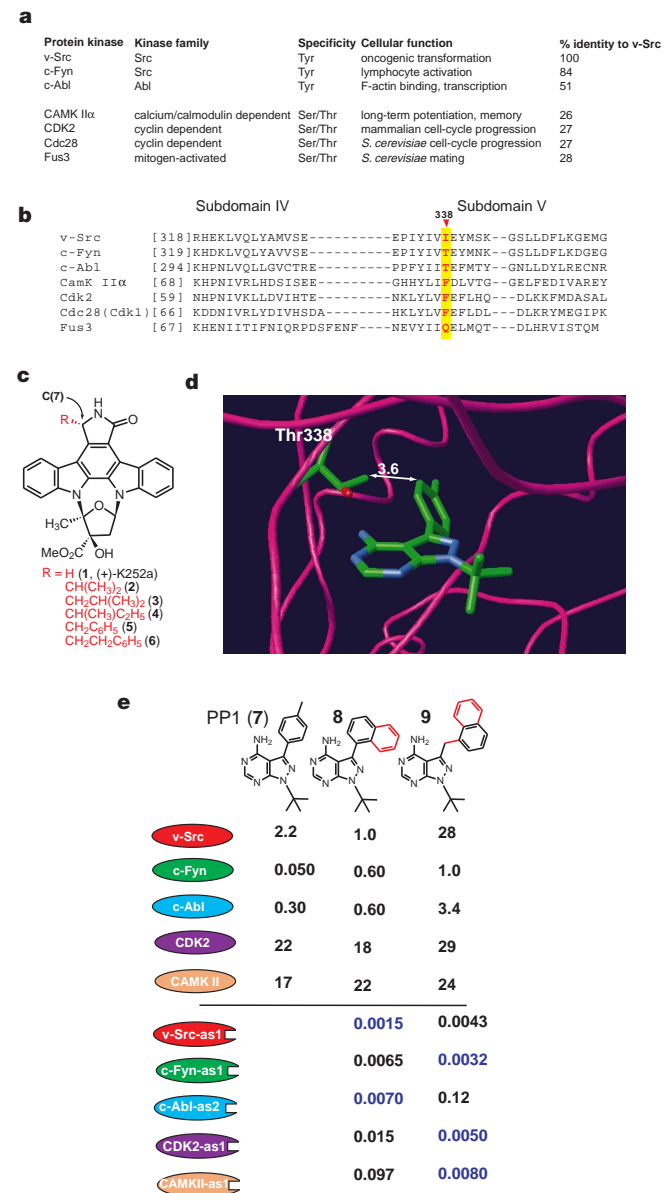 a
Protein kinase Kinase family Specificity Cellular function % identity to v-Src
v-Src Src Tyr oncogenic transformation 100
c-Fyn Src Tyr lymphocyte activation 84
c-Abl Abl Tyr F-actin binding, transcription 51
CAMK IIα calcium/calmodulin dependent Ser/Thr long-term potentiation, memory 26
CDK2 cyclin dependent Ser/Thr mammalian cell-cycle progression 27
Cdc28 cyclin dependent Ser/Thr S. cerevisiae cell-cycle progression 27
Fus3 mitogen-activated Ser/Thr S. cerevisiae mating 28
b
Subdomain IV Subdomain V
338
v-Src [318]RHEKLVQLYAMVSE----------EPIYIVIEYMSK--GSLLDFLKGEMG
c-Fyn [319]KHDKLVQLYAVVSE----------EPIYIVTEYMNK--GSLLDFLKDGEG
c-Abl [294]KHPNLVQLLGVCTRE---------PPFYIITEFMTY--GNLLDYLRECNR
CamK IIα [68] KHPNIVRLHDSISEE---------GHHYLIFDLVTG--GELFEDIVAREY
Cdk2 [59] NHPNIVKLLDVIHTE---------NKLYLVFEFLHQ--DLKKFMDASAL
Cdc28(Cdk1)[66] KDDNIVRLYDIVHSDA--------HKLYLVFEFLDL--DLKRYMEGIPK
Fus3 [67] KHENIITIFNIQRPDSFENF----NEVYIIQELMQT--DLHRVISTQM
c
C(7)
H
N
R
O
N N
O
H₃C
MeO₂C OH
R = H (1, (+)-K252a)
CH(CH₃)₂ (2)
CH₂CH(CH₃)₂ (3)
CH(CH₃)C₂H₅ (4)
CH₂C₆H₅ (5)
CH₂CH₂C₆H₅ (6)
d
Thr338
3.6
e
PP1 (7) 8 9
NH₂ NH₂ NH₂
N N N
N N N
N N N
N N N
v-Src 2.2 1.0 28
c-Fyn 0.050 0.60 1.0
c-Abl 0.30 0.60 3.4
CDK2 22 18 29
CAMK II 17 22 24
v-Src-as1 0.0015 0.0043
c-Fyn-as1 0.0065 0.0032
c-Abl-as2 0.0070 0.12
CDK2-as1 0.015 0.0050
CAMKII-as1 0.097 0.0080